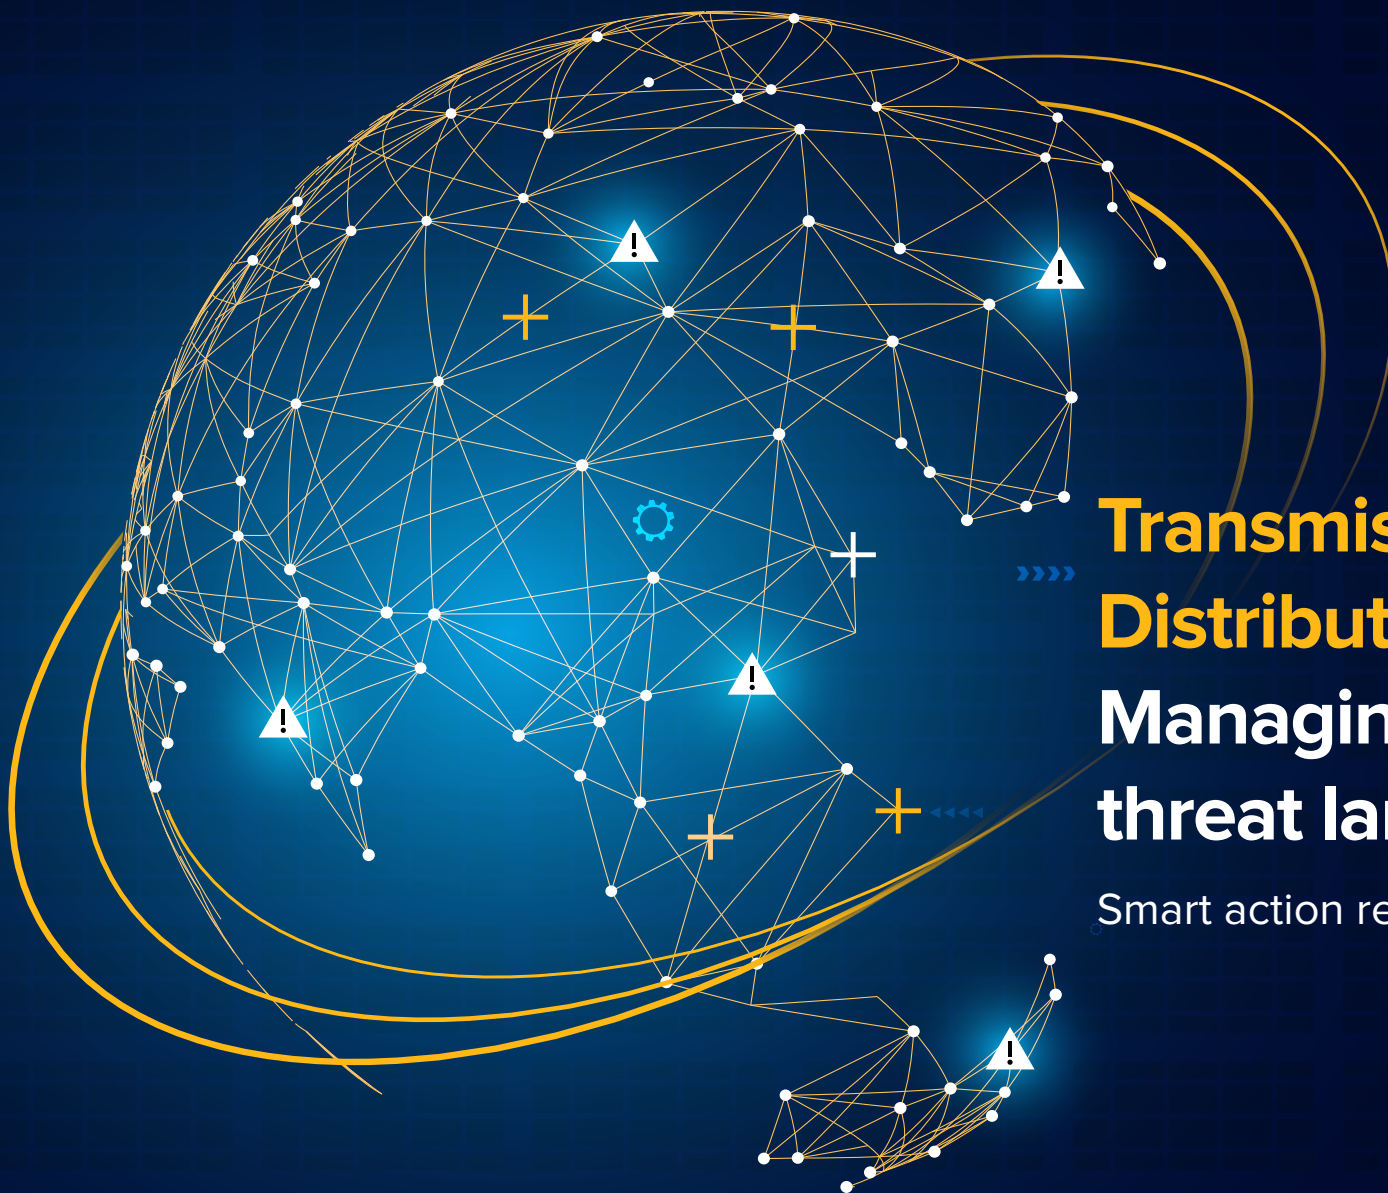 Transmis
Distribut
Managin
threat la
Smart action re